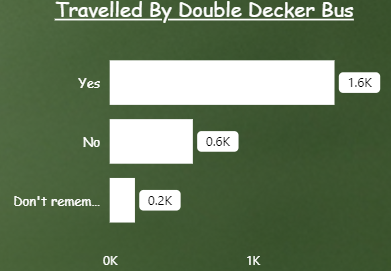 Travelled By Double Decker Bus
Yes 1.6K
No 0.6K
Don't remem... 0.2K
0K 1K